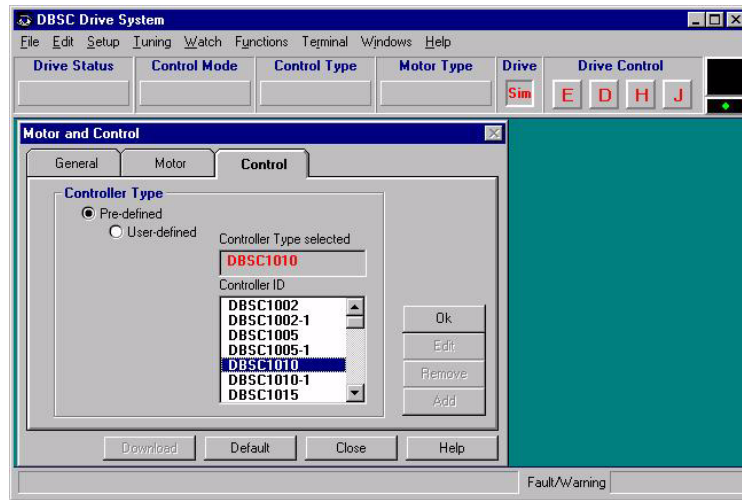 DBSC Drive System
File Edit Setup Tuning Watch Functions Terminal Windows Help
Drive Status Control Mode Control Type Motor Type Drive Drive Control
Sim E D H J
Motor and Control
General Motor Control
Controller Type
Pre-defined
User-defined
Controller Type selected
DBSC1010
Controller ID
DBSC1002
DBSC1002-1
DBSC1005
DBSC1005-1
DBSC1010
DBSC1010-1
DBSC1015
Ok
Edit
Remove
Add
Download Default Close Help
Fault/Warning